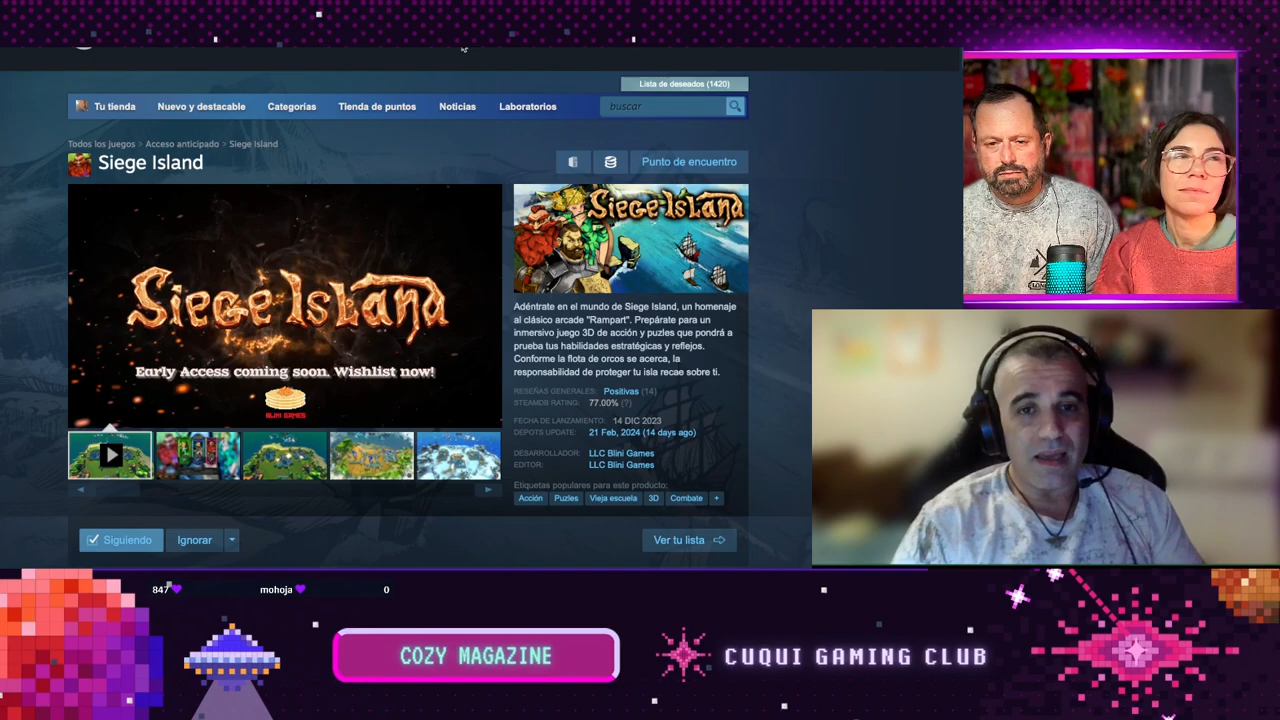 Lista de deseados (1420)
Tu tienda Nuevo y destacable Categorías Tienda de puntos Noticias Laboratorios buscar
Todos los juegos > Acceso anticipado > Siege Island
Siege Island
Punto de encuentro
Siege Island
Early Access coming soon. Wishlist now!
BLINI GAMES
Siege Island
Adéntrate en el mundo de Siege Island, un homenaje
al clásico arcade "Rampart". Prepárate para un
inmersivo juego 3D de acción y puzles que pondrá a
prueba tus habilidades estratégicas y reflejos.
Conforme la flota de orcos se acerca, la
responsabilidad de proteger tu isla recae sobre ti.
RESEÑAS GENERALES: Positivas (14)
STEAMDB RATING: 77.00% (?)
FECHA DE LANZAMIENTO: 14 DIC 2023
DEPOTS UPDATE: 21 Feb, 2024 (14 days ago)
DESARROLLADOR: LLC Blini Games
EDITOR: LLC Blini Games
Etiquetas populares para este producto:
Acción Puzles Vieja escuela 3D Combate +
Siguiendo Ignorar Ver tu lista
847 mohoja 0
COZY MAGAZINE
CUQUI GAMING CLUB